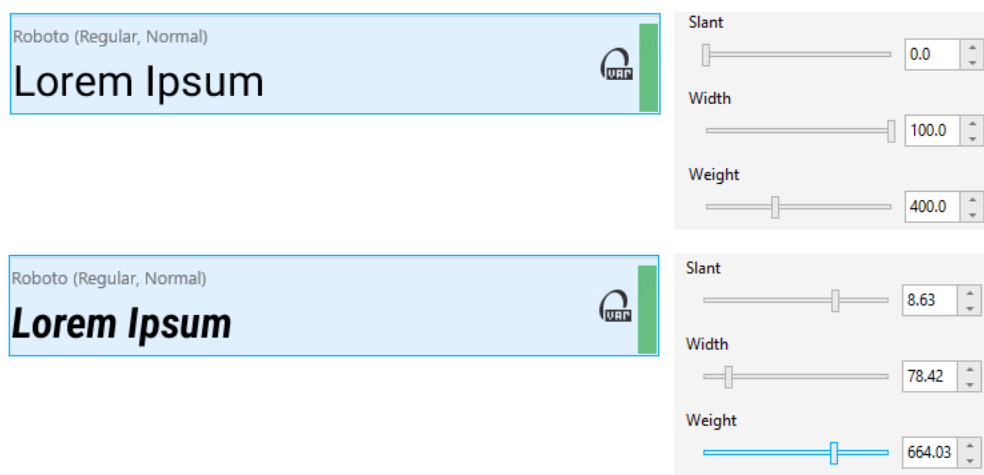 Roboto (Regular, Normal)
Lorem Ipsum
VAR
Slant
0.0
Width
100.0
Weight
400.0
Roboto (Regular, Normal)
Lorem Ipsum
VAR
Slant
8.63
Width
78.42
Weight
664.03